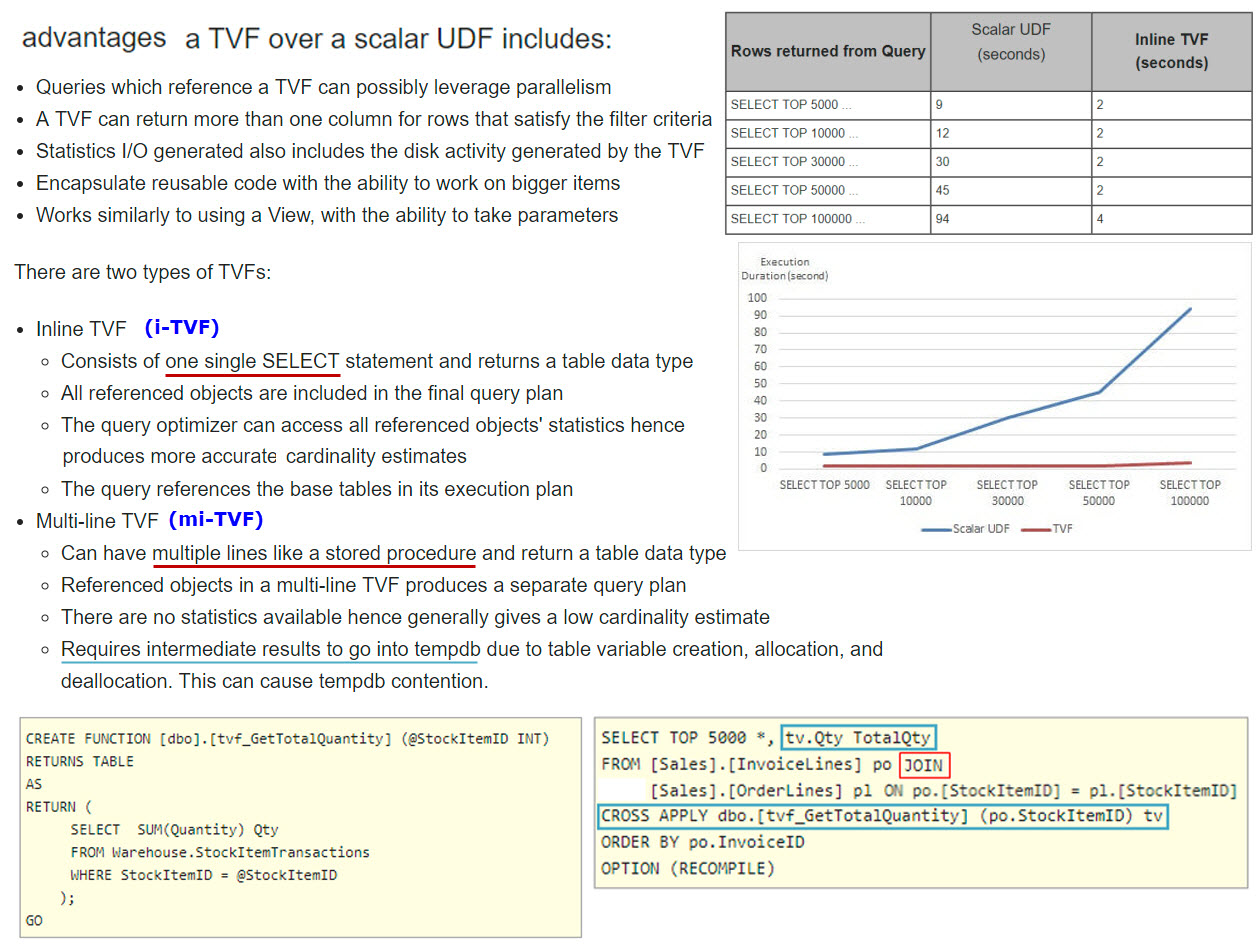 advantages a TVF over a scalar UDF includes:
• Queries which reference a TVF can possibly leverage parallelism
• A TVF can return more than one column for rows that satisfy the filter criteria
• Statistics I/O generated also includes the disk activity generated by the TVF
• Encapsulate reusable code with the ability to work on bigger items
• Works similarly to using a View, with the ability to take parameters
There are two types of TVFs:
• Inline TVF (i-TVF)
○ Consists of one single SELECT statement and returns a table data type
○ All referenced objects are included in the final query plan
○ The query optimizer can access all referenced objects' statistics hence
produces more accurate cardinality estimates
○ The query references the base tables in its execution plan
• Multi-line TVF (mi-TVF)
○ Can have multiple lines like a stored procedure and return a table data type
○ Referenced objects in a multi-line TVF produces a separate query plan
○ There are no statistics available hence generally gives a low cardinality estimate
○ Requires intermediate results to go into tempdb due to table variable creation, allocation, and
deallocation. This can cause tempdb contention.
Rows returned from Query Scalar UDF (seconds) Inline TVF (seconds)
SELECT TOP 5000 ... 9 2
SELECT TOP 10000 ... 12 2
SELECT TOP 30000 ... 30 2
SELECT TOP 50000 ... 45 2
SELECT TOP 100000 ... 94 4
Execution
Duration (second)
100
90
80
70
60
50
40
30
20
10
0
SELECT TOP 5000 SELECT TOP SELECT TOP SELECT TOP SELECT TOP
10000 30000 50000 100000
Scalar UDF TVF
CREATE FUNCTION [dbo].[tvf_GetTotalQuantity] (@StockItemID INT)
RETURNS TABLE
AS
RETURN (
SELECT SUM(Quantity) Qty
FROM Warehouse.StockItemTransactions
WHERE StockItemID = @StockItemID
);
GO
SELECT TOP 5000 *, tv.Qty TotalQty
FROM [Sales].[InvoiceLines] po JOIN
[Sales].[OrderLines] pl ON po.[StockItemID] = pl.[StockItemID]
CROSS APPLY dbo.[tvf_GetTotalQuantity] (po.StockItemID) tv
ORDER BY po.InvoiceID
OPTION (RECOMPILE)